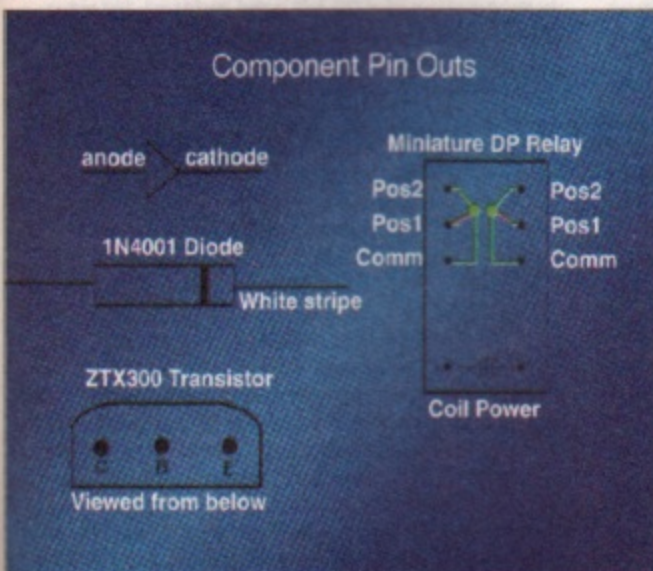 Component Pin Outs
anode cathode
1N4001 Diode
White stripe
ZTX300 Transistor
C B E
Viewed from below
Miniature DP Relay
Pos2 Pos2
Pos1 Pos1
Comm Comm
Coil Power